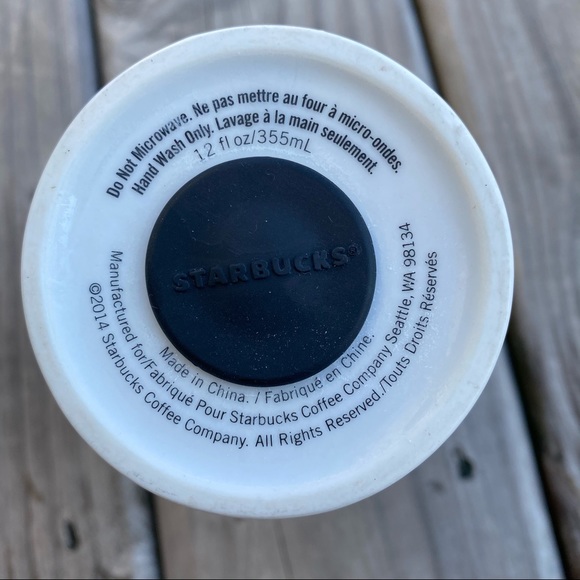 Do Not Microwave. Ne pas mettre au four à micro-ondes.
Hand Wash Only. Lavage à la main seulement.
12 fl oz/355mL
STARBUCKS®
Made in China. / Fabriqué en Chine.
Manufactured for/Fabriqué Pour Starbucks Coffee Company Seattle, WA 98134
©2014 Starbucks Coffee Company. All Rights Reserved./Touts Droits Réservés